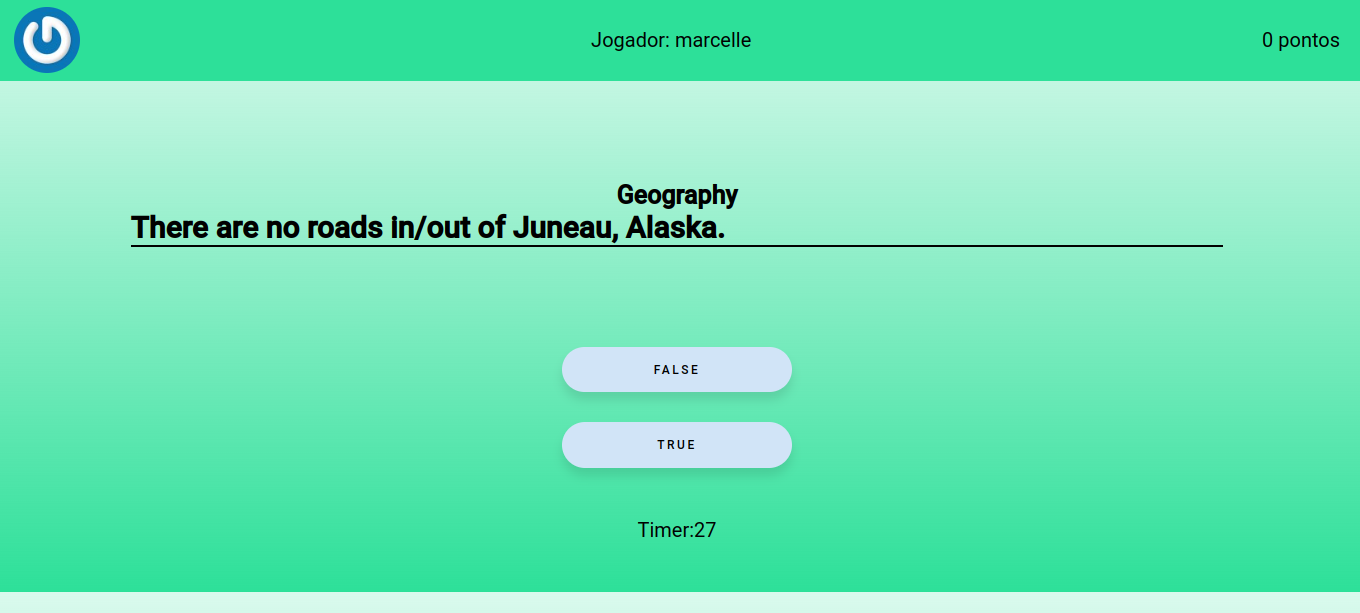 Jogador: marcelle
0 pontos
Geography
There are no roads in/out of Juneau, Alaska.
FALSE
TRUE
Timer:27